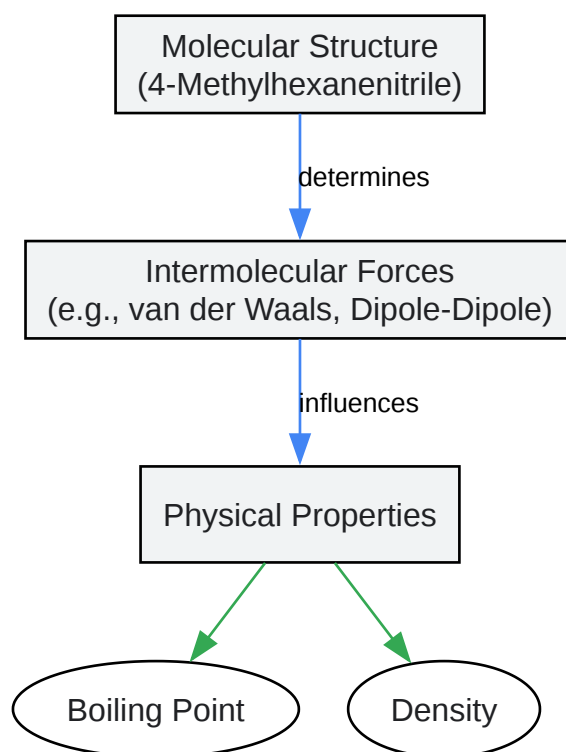 Molecular Structure
(4-Methylhexanenitrile)
determines
Intermolecular Forces
(e.g., van der Waals, Dipole-Dipole)
influences
Physical Properties
Boiling Point
Density